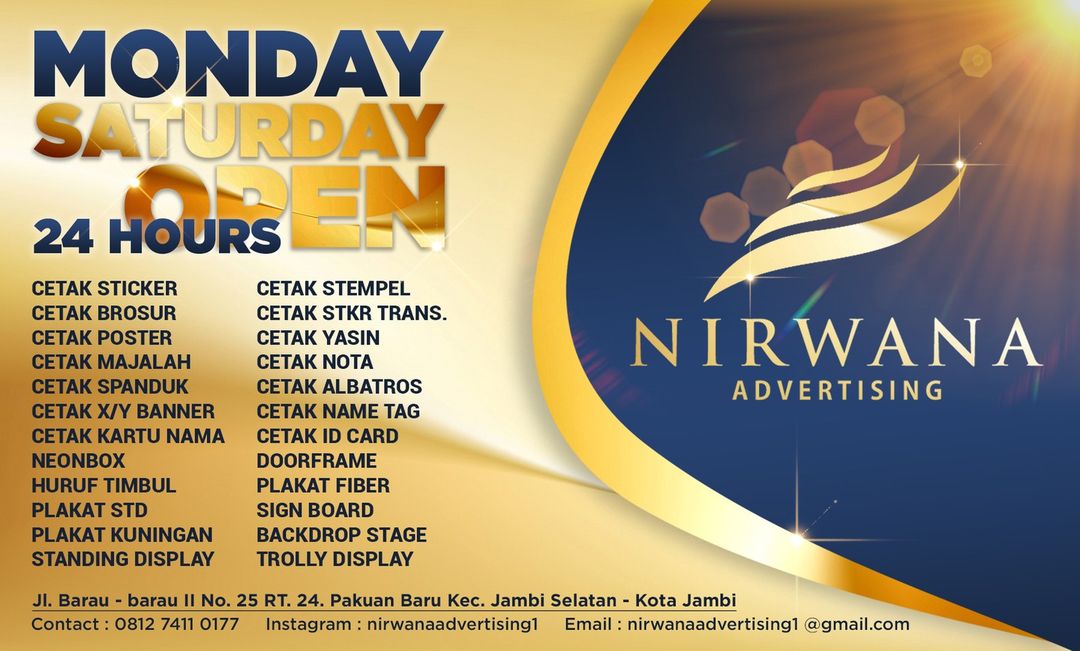 MONDAY
SATURDAY
OPEN
24 HOURS
CETAK STICKER
CETAK BROSUR
CETAK POSTER
CETAK MAJALAH
CETAK SPANDUK
CETAK X/Y BANNER
CETAK KARTU NAMA
NEONBOX
HURUF TIMBUL
PLAKAT STD
PLAKAT KUNINGAN
STANDING DISPLAY
CETAK STEMPEL
CETAK STKR TRANS.
CETAK YASIN
CETAK NOTA
CETAK ALBATROS
CETAK NAME TAG
CETAK ID CARD
DOORFRAME
PLAKAT FIBER
SIGN BOARD
BACKDROP STAGE
TROLLY DISPLAY
Jl. Barau - barau II No. 25 RT. 24. Pakuan Baru Kec. Jambi Selatan - Kota Jambi
Contact : 0812 7411 0177 Instagram : nirwanaadvertising1 Email : nirwanaadvertising1 @gmail.com
NIRWANA
ADVERTISING